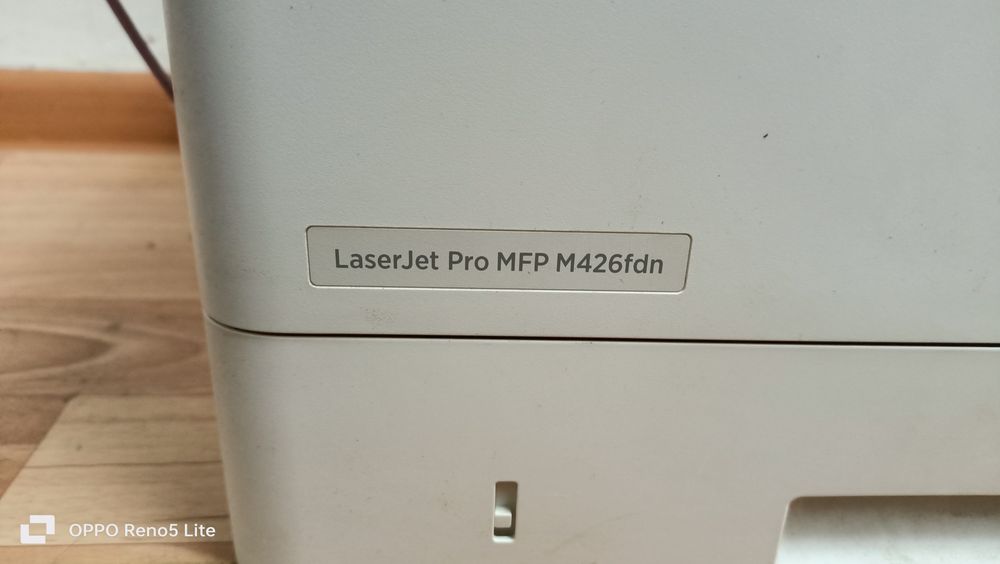 LaserJet Pro MFP M426fdn
OPPO Reno5 Lite